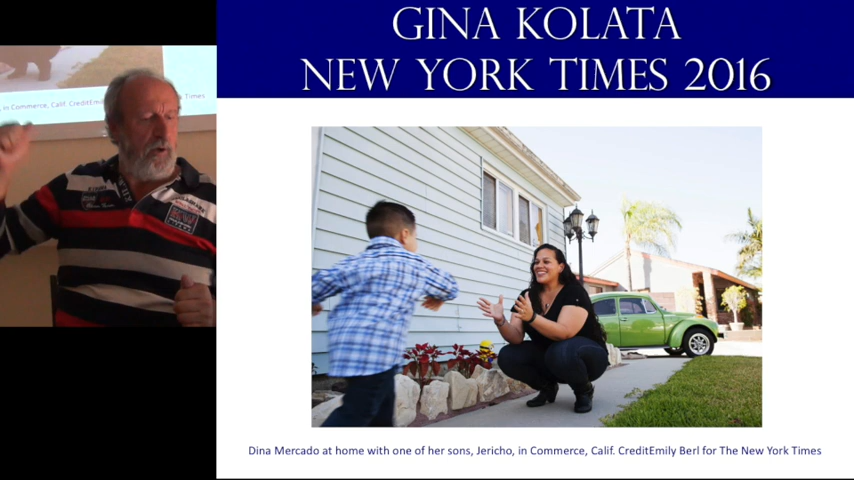 GINA KOLATA
NEW YORK TIMES 2016
, in Commerce, Calif. CreditEmi
Times
Dina Mercado at home with one of her sons, Jericho, in Commerce, Calif. CreditEmily Berl for The New York Times